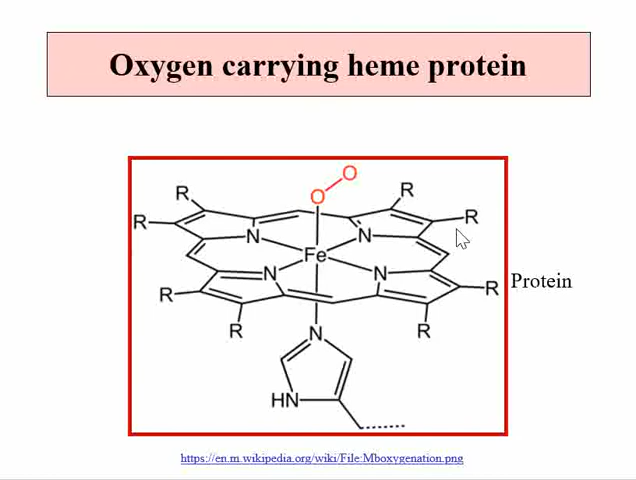 Oxygen carrying heme protein
O
O
R
R
R
R
N
N
Fe
N
N
R
R
R
R
Protein
N
HN
https://en.m.wikipedia.org/wiki/File:Mboxygenation.png